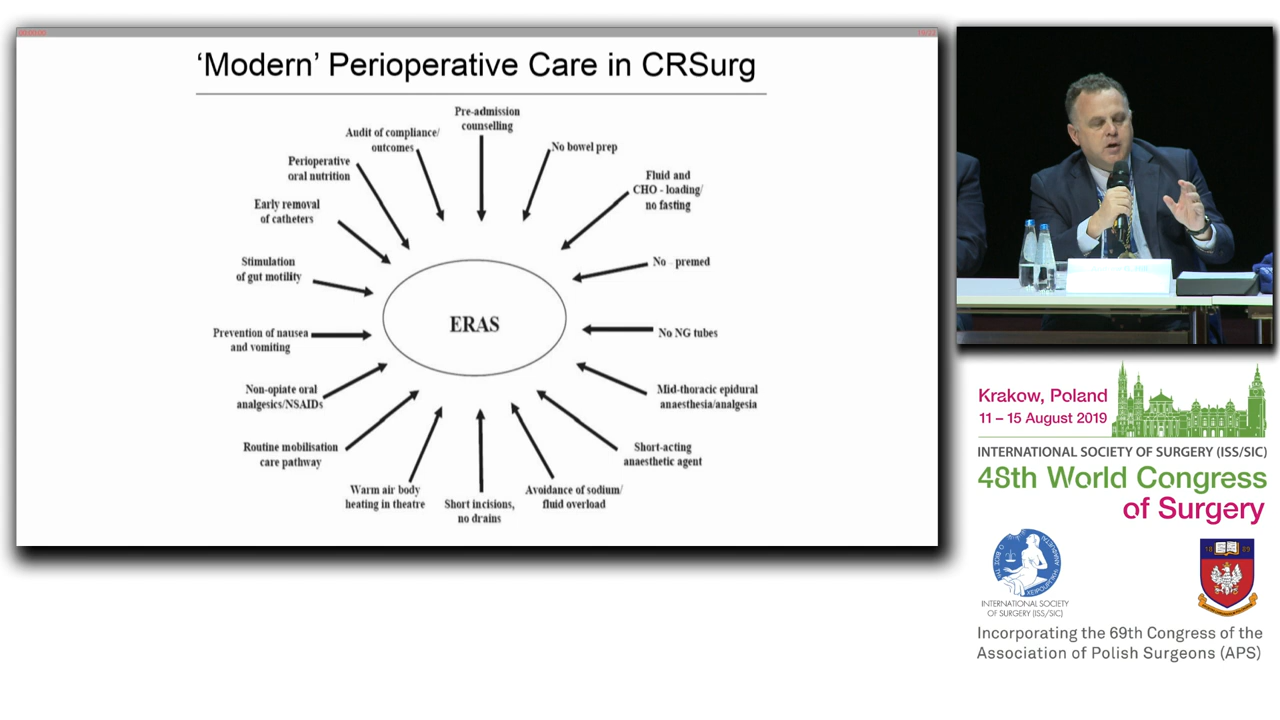 ‘Modern’ Perioperative Care in CRSurg
Pre-admission
counselling
Audit of compliance/
outcomes
No bowel prep
Perioperative
oral nutrition
Fluid and
CHO - loading/
no fasting
Early removal
of catheters
Stimulation
of gut motility
No - premed
ERAS
Prevention of nausea
and vomiting
No NG tubes
Non-opiate oral
analgesics/NSAIDs
Mid-thoracic epidural
anaesthesia/analgesia
Routine mobilisation
care pathway
Short-acting
anaesthetic agent
Warm air body
heating in theatre
Short incisions,
no drains
Avoidance of sodium/
fluid overload
Krakow, Poland
11 – 15 August 2019
INTERNATIONAL SOCIETY OF SURGERY (ISS/SIC)
48th World Congress
of Surgery
INTERNATIONAL SOCIETY
OF SURGERY (ISS/SIC)
18 89
Incorporating the 69th Congress of the
Association of Polish Surgeons (APS)